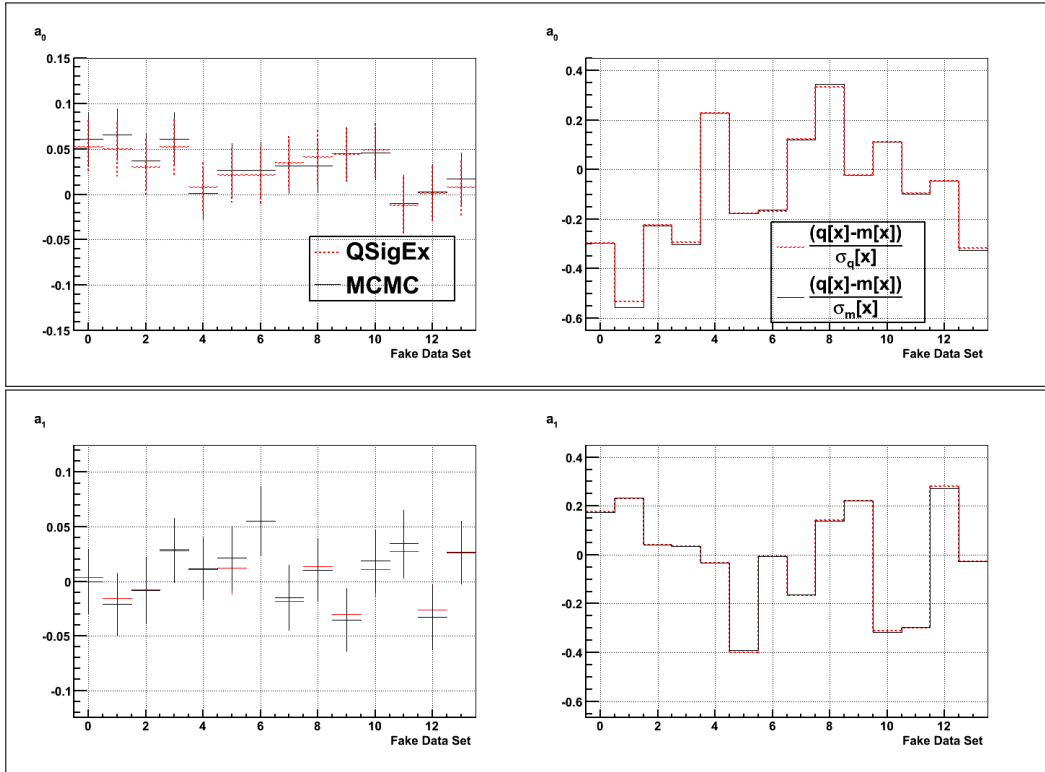 a0
0.15
0.1
0.05
0
-0.05
-0.1
-0.15
QSigEx
MCMC
0 2 4 6 8 10 12
Fake Data Set
a0
0.4
0.2
0
-0.2
-0.4
-0.6
(q[x]-m[x])
σq[x]
(q[x]-m[x])
σm[x]
0 2 4 6 8 10 12
Fake Data Set
a1
0.1
0.05
0
-0.05
-0.1
0 2 4 6 8 10 12
Fake Data Set
a1
0.4
0.2
0
-0.2
-0.4
-0.6
0 2 4 6 8 10 12
Fake Data Set